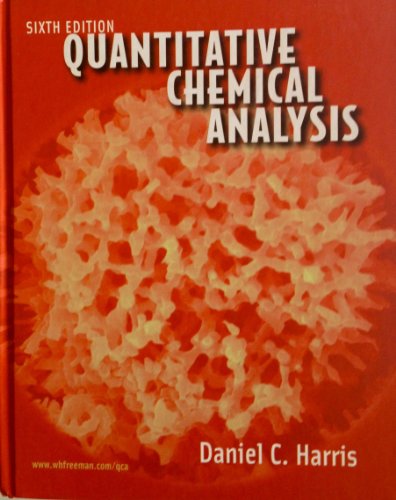 SIXTH EDITION
QUANTITATIVE
CHEMICAL
ANALYSIS
Daniel C. Harris
www.whfreeman.com/qca